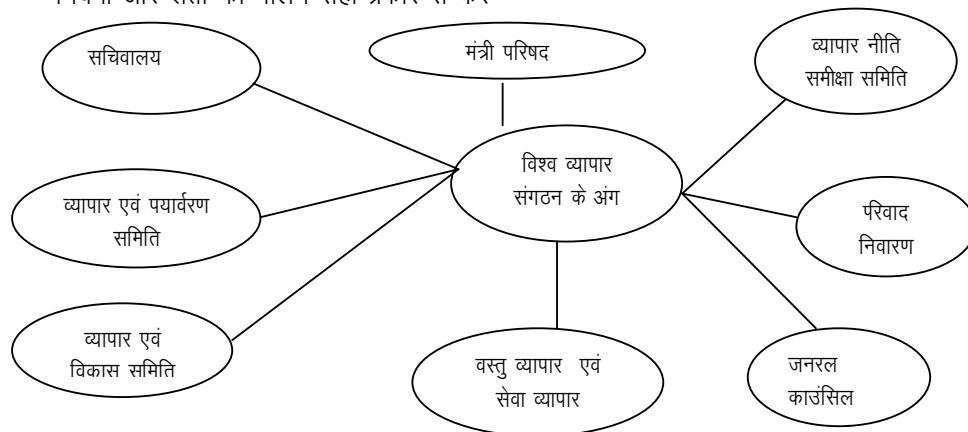 सचिवालय
मंत्री परिषद
व्यापार नीति
समीक्षा समिति
विश्व व्यापार
संगठन के अंग
व्यापार एवं पयार्वरण
समिति
परिवाद
निवारण
व्यापार एवं
विकास समिति
वस्तु व्यापार एवं
सेवा व्यापार
जनरल
काउंसिल